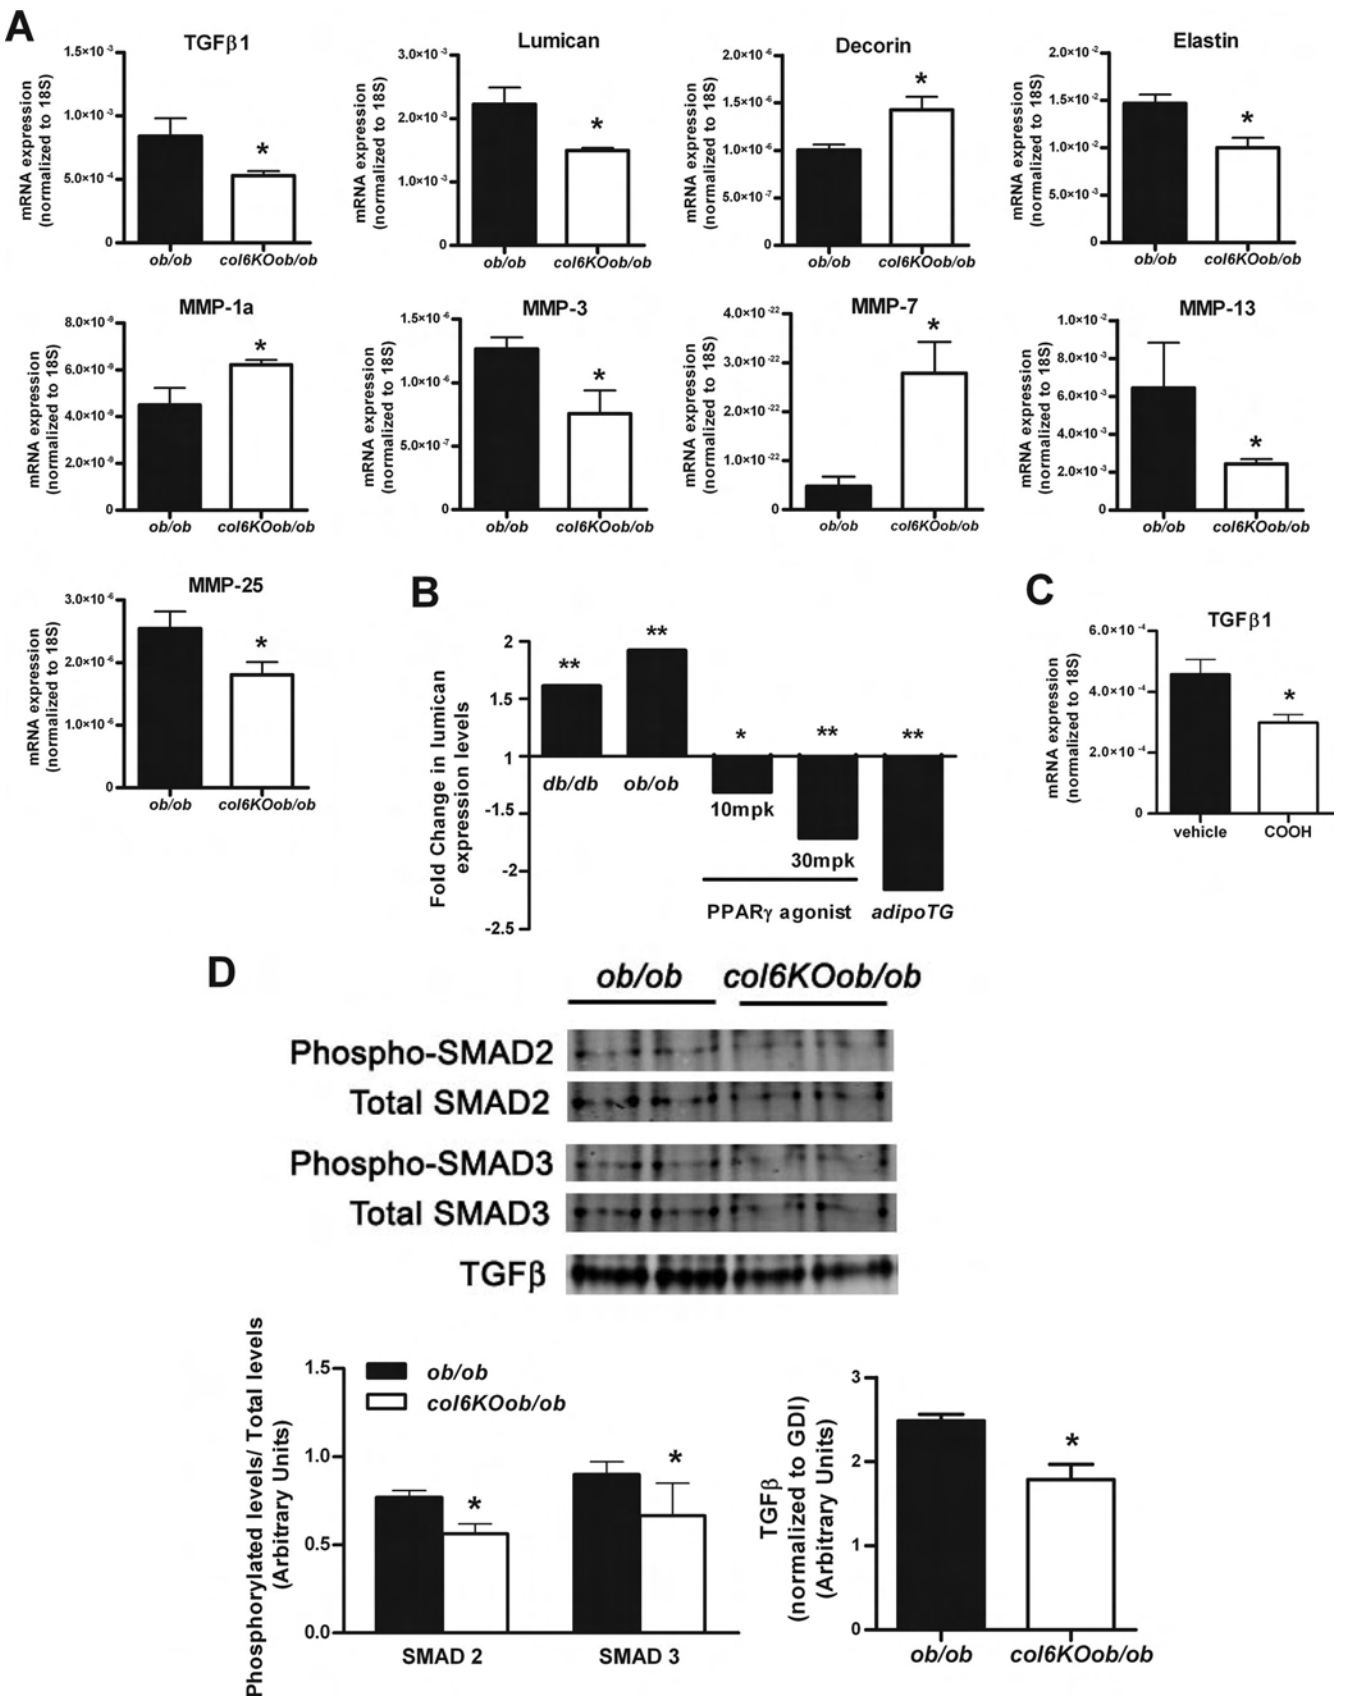 A
TGFβ1
mRNA expression
(normalized to 18S)
1.5×10⁻³
1.0×10⁻³
5.0×10⁻⁴
0
ob/ob col6KOob/ob
*
Lumican
mRNA expression
(normalized to 18S)
3.0×10⁻³
2.0×10⁻³
1.0×10⁻³
0
ob/ob col6KOob/ob
*
Decorin
mRNA expression
(normalized to 18S)
2.0×10⁻⁶
1.5×10⁻⁶
1.0×10⁻⁶
5.0×10⁻⁷
0
ob/ob col6KOob/ob
*
Elastin
mRNA expression
(normalized to 18S)
2.0×10⁻²
1.5×10⁻²
1.0×10⁻²
5.0×10⁻³
0
ob/ob col6KOob/ob
*
MMP-1a
mRNA expression
(normalized to 18S)
ob/ob col6KOob/ob
0
*
MMP-3
mRNA expression
(normalized to 18S)
1.5×10⁻⁶
1.0×10⁻⁶
5.0×10⁻⁷
0
ob/ob col6KOob/ob
*
MMP-7
mRNA expression
(normalized to 18S)
4.0×10⁻²²
3.0×10⁻²²
2.0×10⁻²²
1.0×10⁻²²
0
ob/ob col6KOob/ob
*
MMP-13
mRNA expression
(normalized to 18S)
1.0×10⁻²
8.0×10⁻³
6.0×10⁻³
4.0×10⁻³
2.0×10⁻³
0
ob/ob col6KOob/ob
*
MMP-25
mRNA expression
(normalized to 18S)
3.0×10⁻⁶
2.0×10⁻⁶
1.0×10⁻⁶
0
ob/ob col6KOob/ob
*
B
Fold Change in lumican
expression levels
2
1.5
1
-1.5
-2
-2.5
** ** * ** **
db/db ob/ob
10mpk
30mpk
PPARγ agonist adipoTG
C
TGFβ1
mRNA expression
(normalized to 18S)
6.0×10⁻⁴
4.0×10⁻⁴
2.0×10⁻⁴
0
vehicle COOH
*
D
ob/ob col6KOob/ob
Phospho-SMAD2
Total SMAD2
Phospho-SMAD3
Total SMAD3
TGFβ
Phosphorylated levels/ Total levels
(Arbitrary Units)
1.5
1.0
0.5
0.0
ob/ob
col6KOob/ob
* *
SMAD 2 SMAD 3
TGFβ
(normalized to GDI)
(Arbitrary Units)
3
2
1
0
*
ob/ob col6KOob/ob